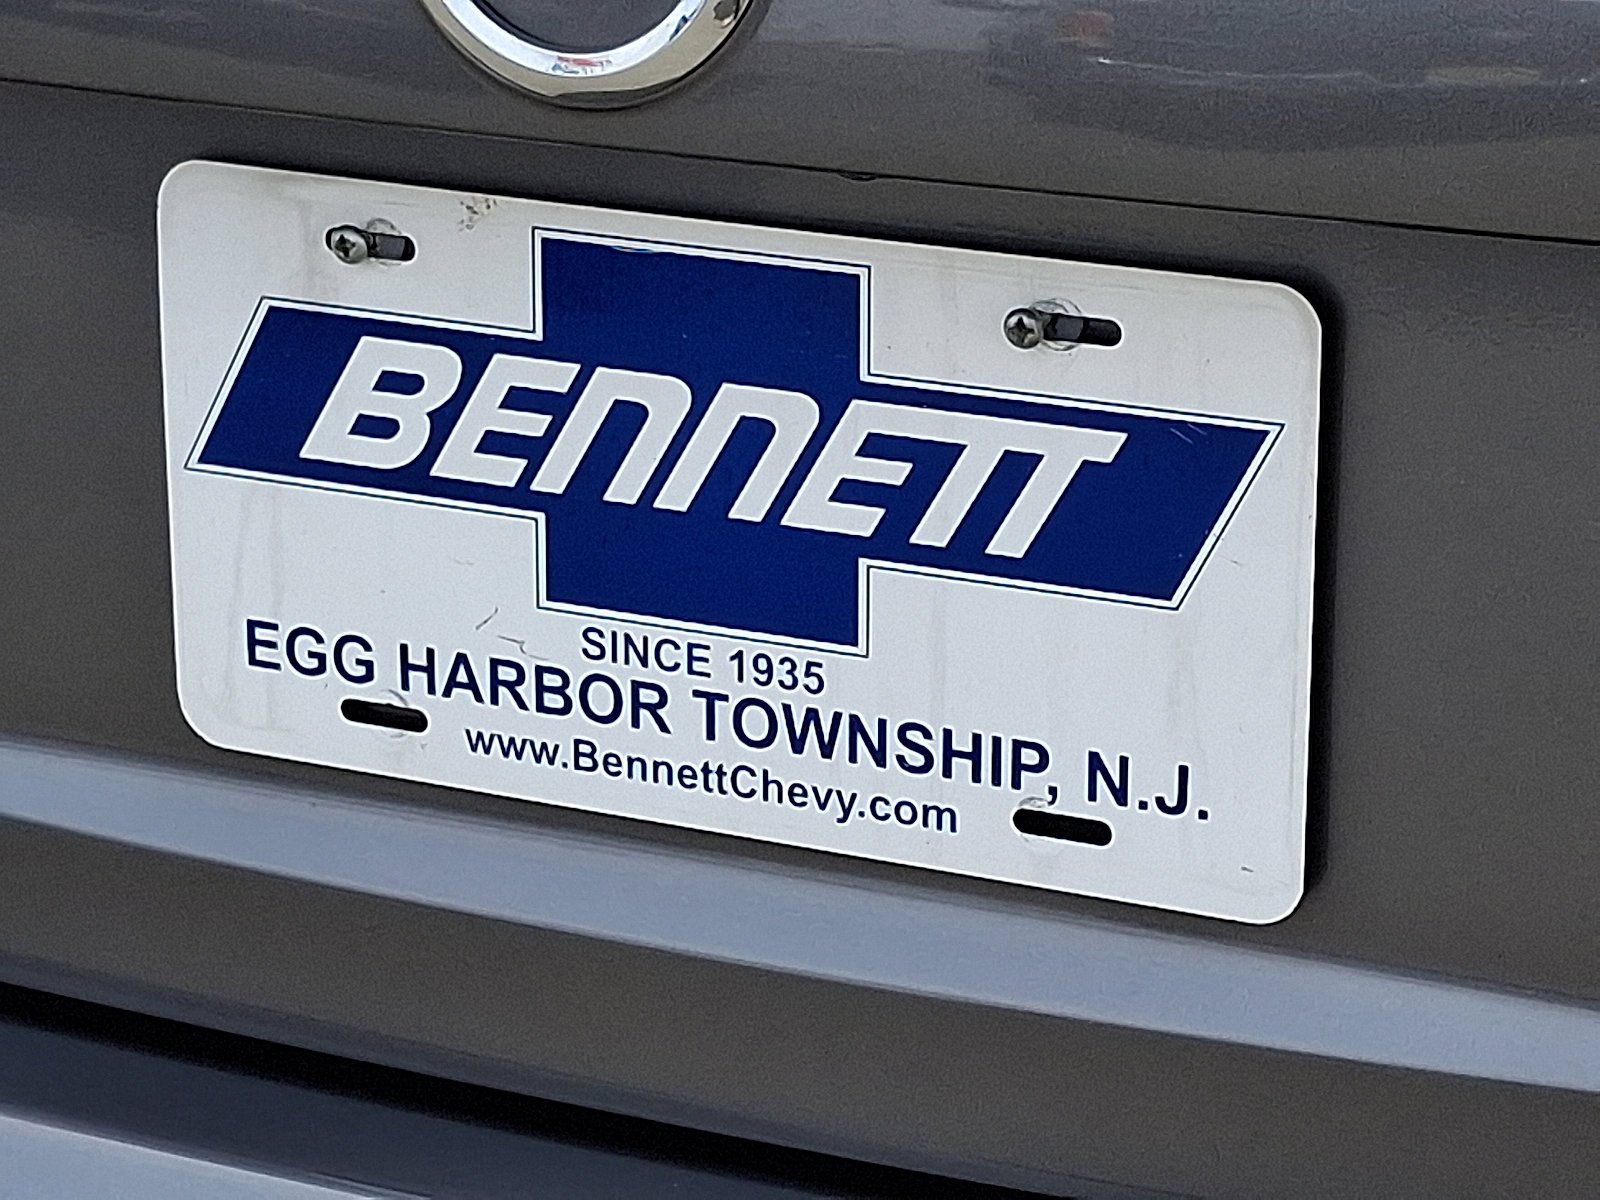 BENNETT
SINCE 1935
EGG HARBOR TOWNSHIP, N.J.
www.BennettChevy.com